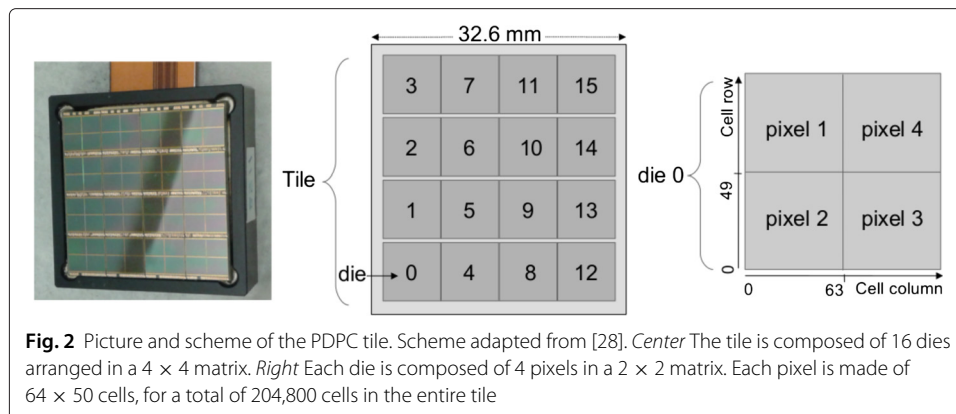 32.6 mm
Tile
3 7 11 15
2 6 10 14
1 5 9 13
die 0 4 8 12
die 0
Cell row
49
0
pixel 1 pixel 4
pixel 2 pixel 3
0 63 Cell column
Fig. 2 Picture and scheme of the PDPC tile. Scheme adapted from [28]. Center The tile is composed of 16 dies
arranged in a 4 × 4 matrix. Right Each die is composed of 4 pixels in a 2 × 2 matrix. Each pixel is made of
64 × 50 cells, for a total of 204,800 cells in the entire tile